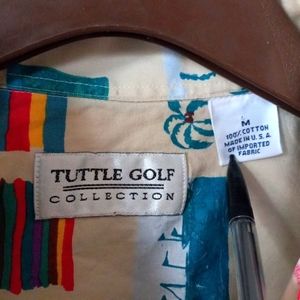 M
100% COTTON
MADE IN U.S.A.
OF IMPORTED
FABRIC
TUTTLE GOLF
COLLECTION